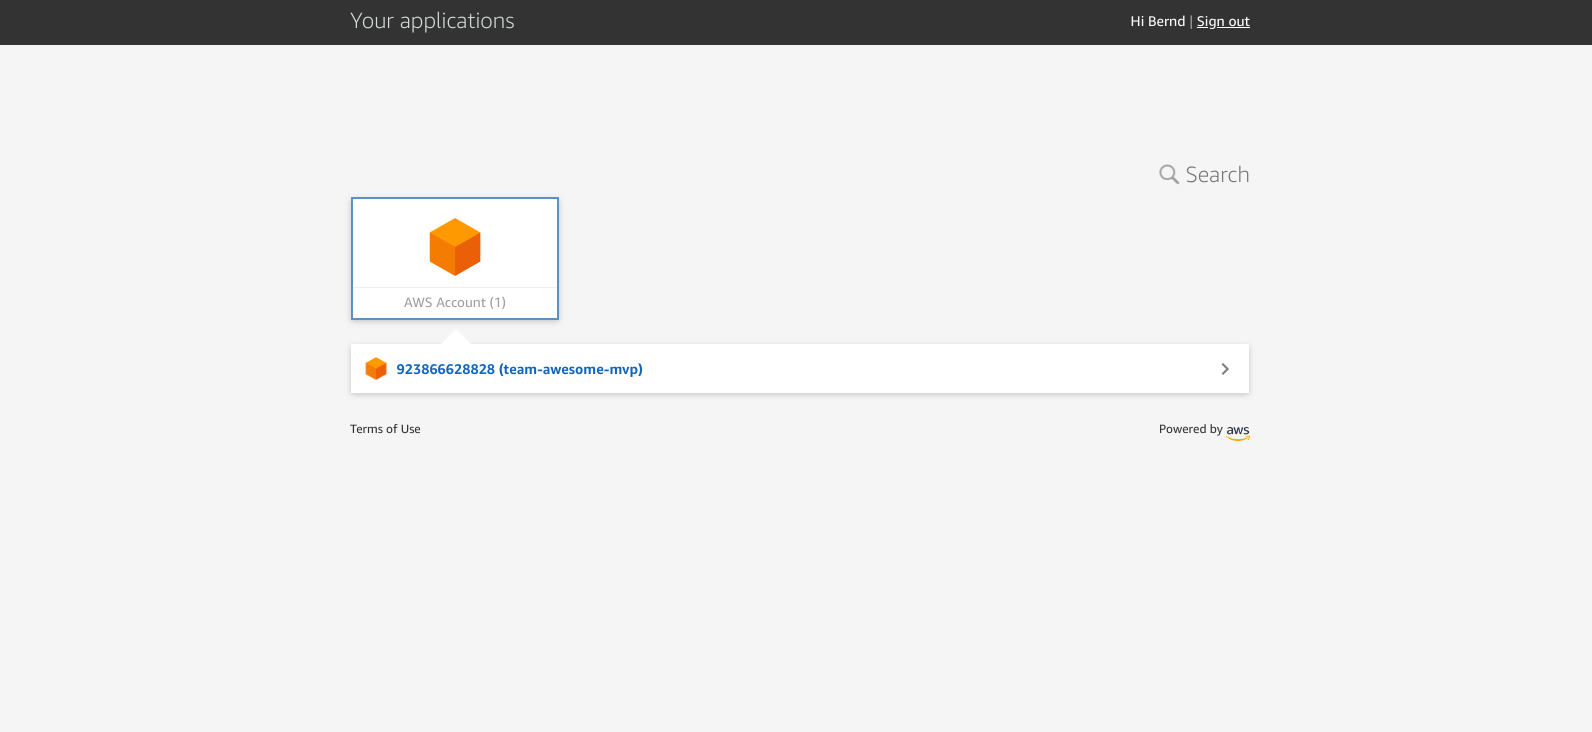 Your applications
Hi Bernd | Sign out
Search
AWS Account (1)
923866628828 (team-awesome-mvp)
Terms of Use
Powered by aws